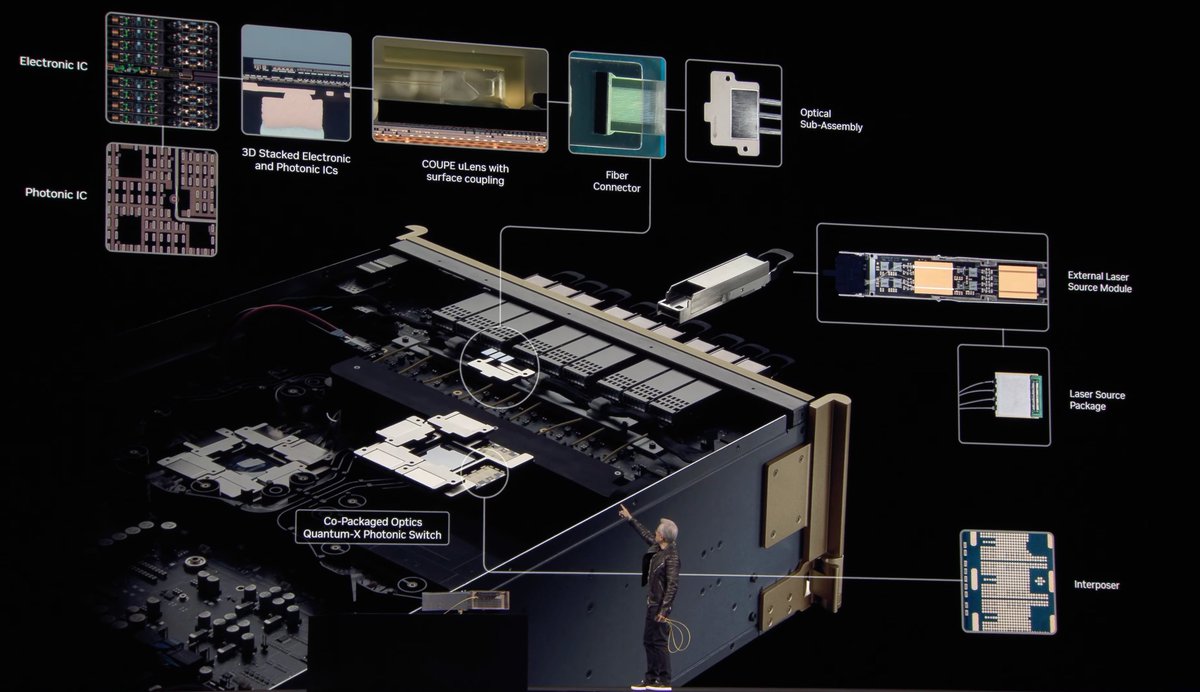 Electronic IC
Photonic IC
3D Stacked Electronic
and Photonic ICs
COUPE uLens with
surface coupling
Fiber
Connector
Optical
Sub-Assembly
External Laser
Source Module
Laser Source
Package
Co-Packaged Optics
Quantum-X Photonic Switch
Interposer